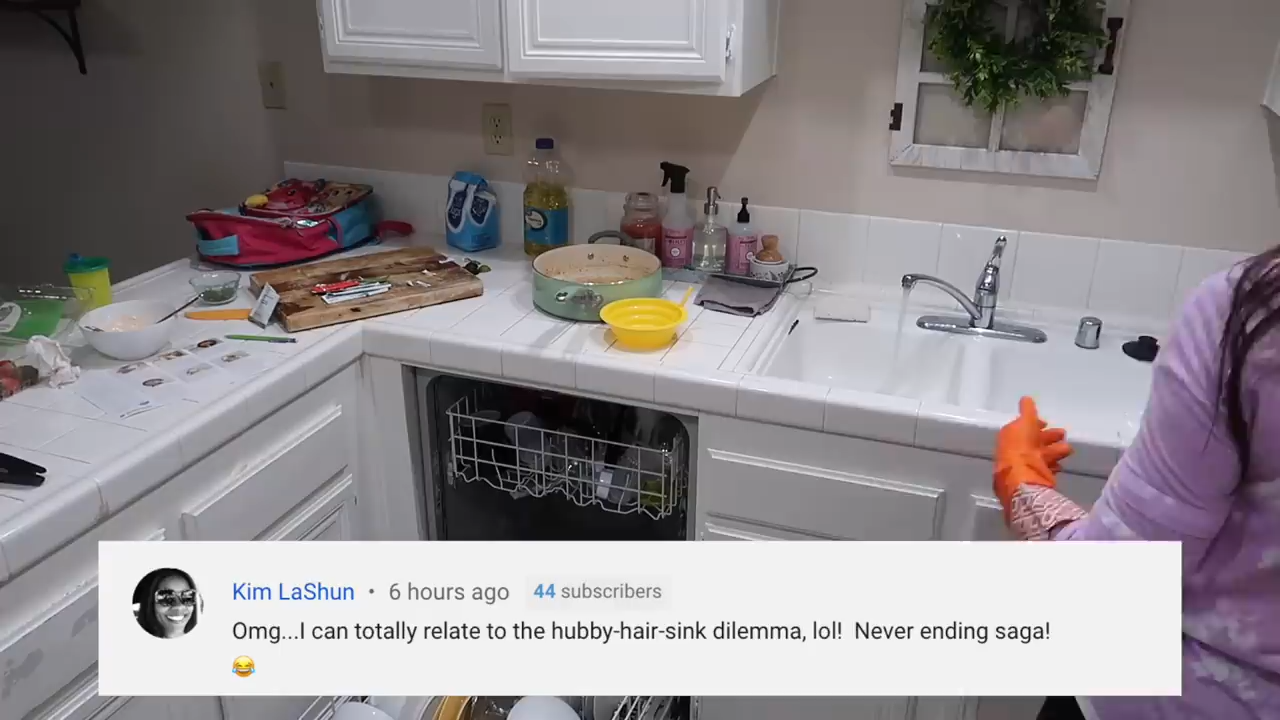 Kim LaShun • 6 hours ago 44 subscribers
Omg...I can totally relate to the hubby-hair-sink dilemma, lol!  Never ending saga!
😂